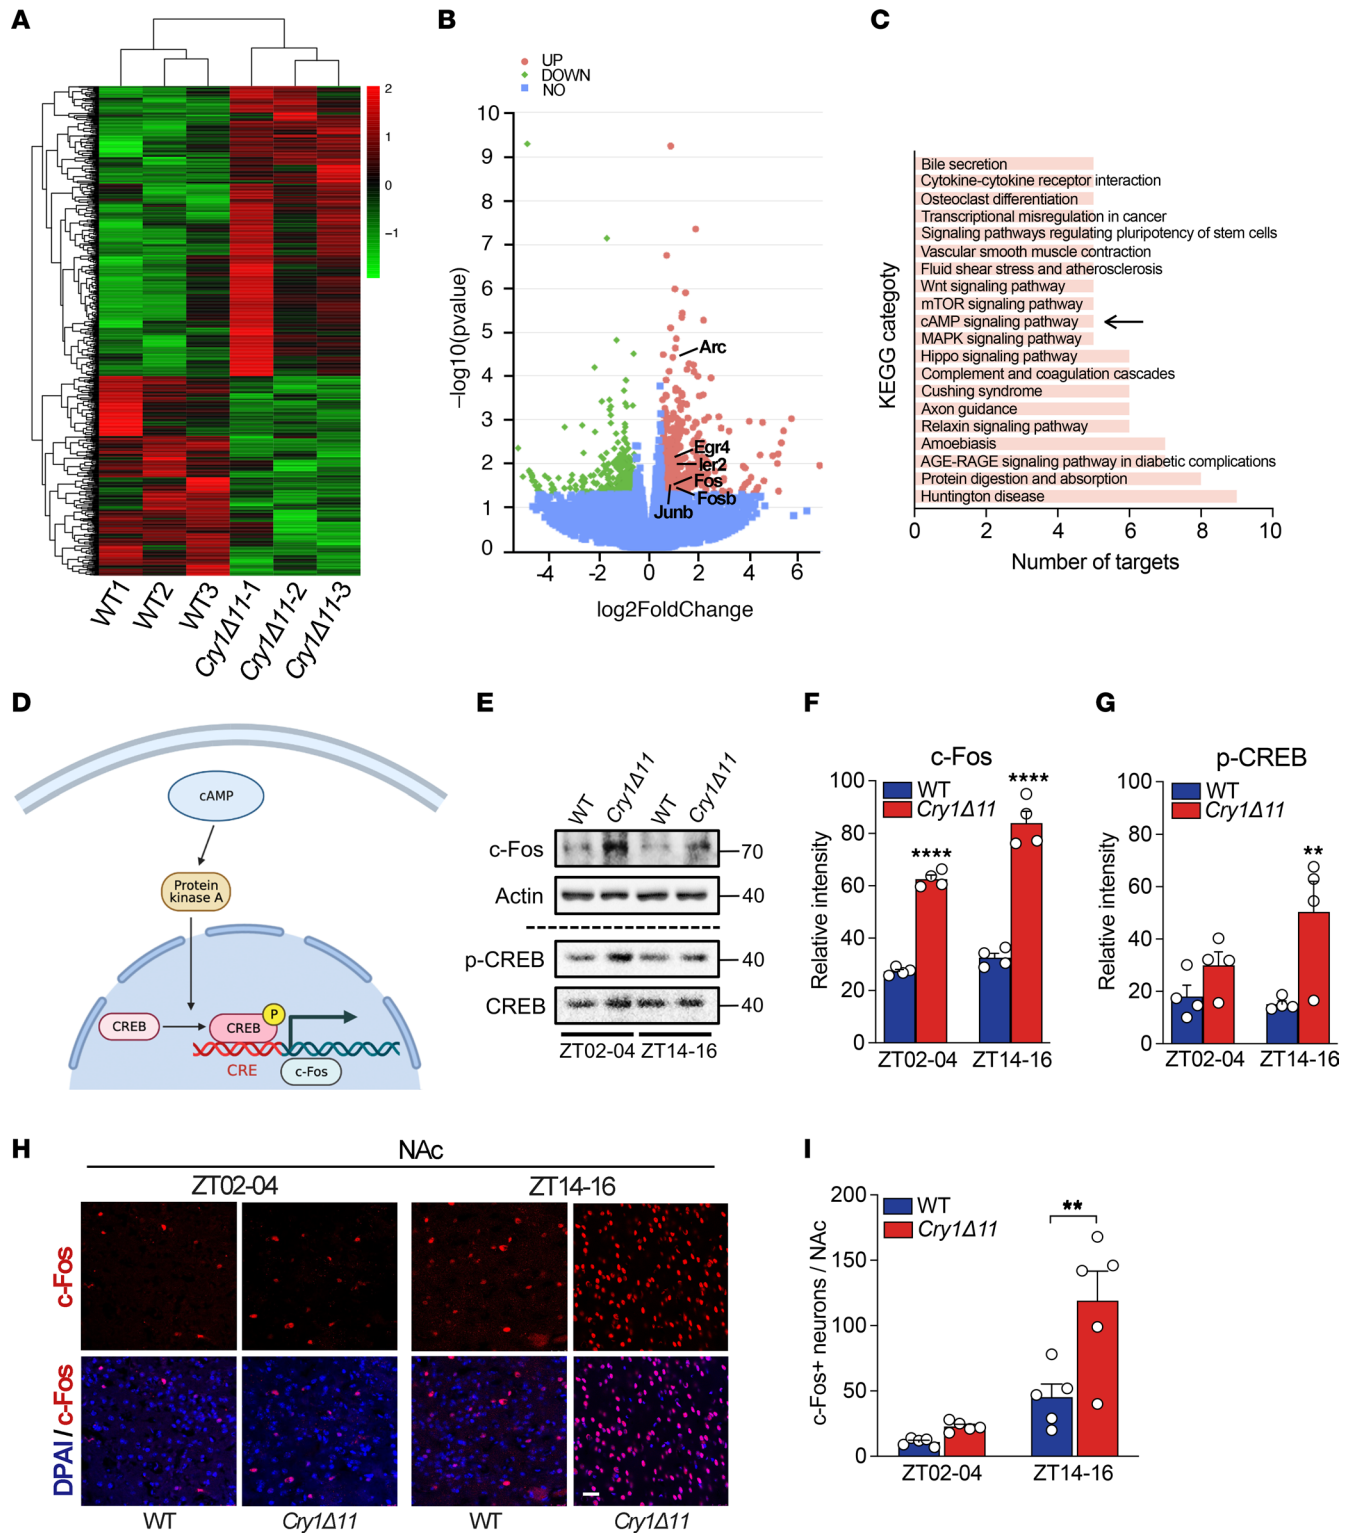 A
2
1
0
−1
WT1
WT2
WT3
Cry1Δ11-1
Cry1Δ11-2
Cry1Δ11-3
B
UP
DOWN
NO
10
9
8
7
6
5
4
3
2
1
0
−log10(pvalue)
Arc
Egr4
Ier2
Fos
Fosb
Junb
-4
-2
0
2
4
6
log2FoldChange
C
KEGG categoty
Bile secretion
Cytokine-cytokine receptor interaction
Osteoclast differentiation
Transcriptional misregulation in cancer
Signaling pathways regulating pluripotency of stem cells
Vascular smooth muscle contraction
Fluid shear stress and atherosclerosis
Wnt signaling pathway
mTOR signaling pathway
cAMP signaling pathway
MAPK signaling pathway
Hippo signaling pathway
Complement and coagulation cascades
Cushing syndrome
Axon guidance
Relaxin signaling pathway
Amoebiasis
AGE-RAGE signaling pathway in diabetic complications
Protein digestion and absorption
Huntington disease
0 2 4 6 8 10
Number of targets
D
cAMP
Protein
kinase A
CREB
CREB
P
CRE
c-Fos
E
WT
Cry1Δ11
WT
Cry1Δ11
c-Fos
70
Actin
40
p-CREB
40
CREB
40
ZT02-04 ZT14-16
F
c-Fos
WT
Cry1Δ11
****
****
100
80
60
40
20
0
Relative intensity
ZT02-04 ZT14-16
G
p-CREB
WT
Cry1Δ11
**
100
80
60
40
20
0
Relative intensity
ZT02-04 ZT14-16
H
NAc
ZT02-04 ZT14-16
c-Fos
DPAI / c-Fos
WT Cry1Δ11 WT Cry1Δ11
I
WT
Cry1Δ11
**
200
150
100
50
0
c-Fos+ neurons / NAc
ZT02-04 ZT14-16